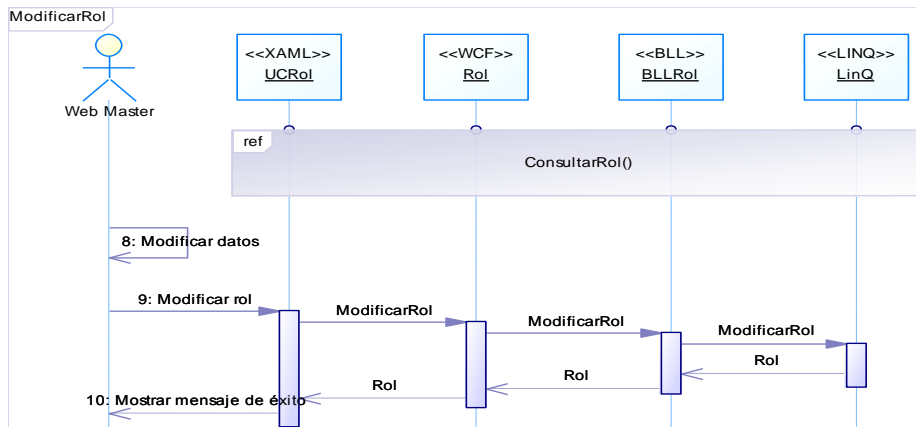 ModificarRol
Web Master
<<XAML>>
UCRol
<<WCF>>
Rol
<<BLL>>
BLLRol
<<LINQ>>
LinQ
ref
ConsultarRol()
8: Modificar datos
9: Modificar rol
ModificarRol
ModificarRol
ModificarRol
Rol
Rol
Rol
10: Mostrar mensaje de éxito